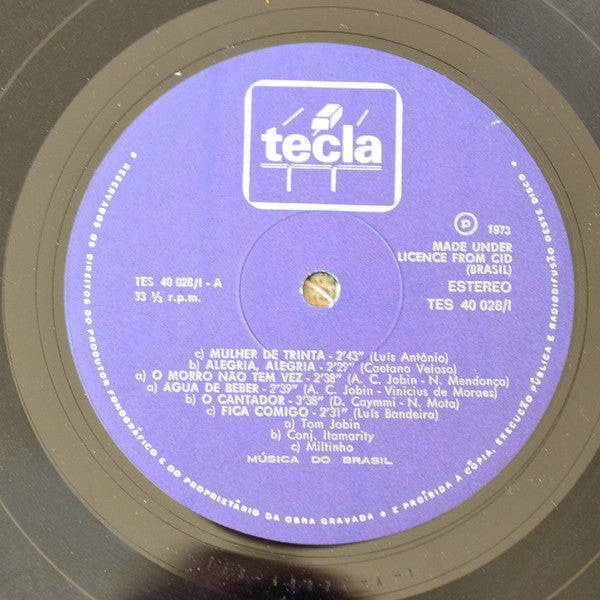 tecla
Ⓟ 1973
MADE UNDER
LICENCE FROM CID
(BRASIL)
ESTEREO
TES 40 028/I
TES 40 028/I - A
33 ⅓ r.p.m.
c) MULHER DE TRINTA - 2'43" (Luís António)
b) ALEGRIA, ALEGRIA - 2'29" (Caetano Veloso)
a) O MORRO NÃO TEM VEZ - 2'38" (A. C. Jobin - N. Mendonça)
a) ÁGUA DE BEBER - 2'39" (A. C. Jobin - Vinicius de Moraes)
b) O CANTADOR - 3'38" (D. Caymmi - N. Mota)
c) FICA COMIGO - 2'31" (Luís Bandeira)
a) Tom Jobin
b) Conj. Itamarity
c) Miltinho
MÚSICA DO BRASIL
• RESERVADOS OS DIREITOS DO PRODUTOR FONOGRÁFICO E DO PROPRIETÁRIO DA OBRA GRAVADA • É PROÍBIDA A CÓPIA, EXECUÇÃO PÚBLICA E RADIODIFUSÃO DESTE DISCO •